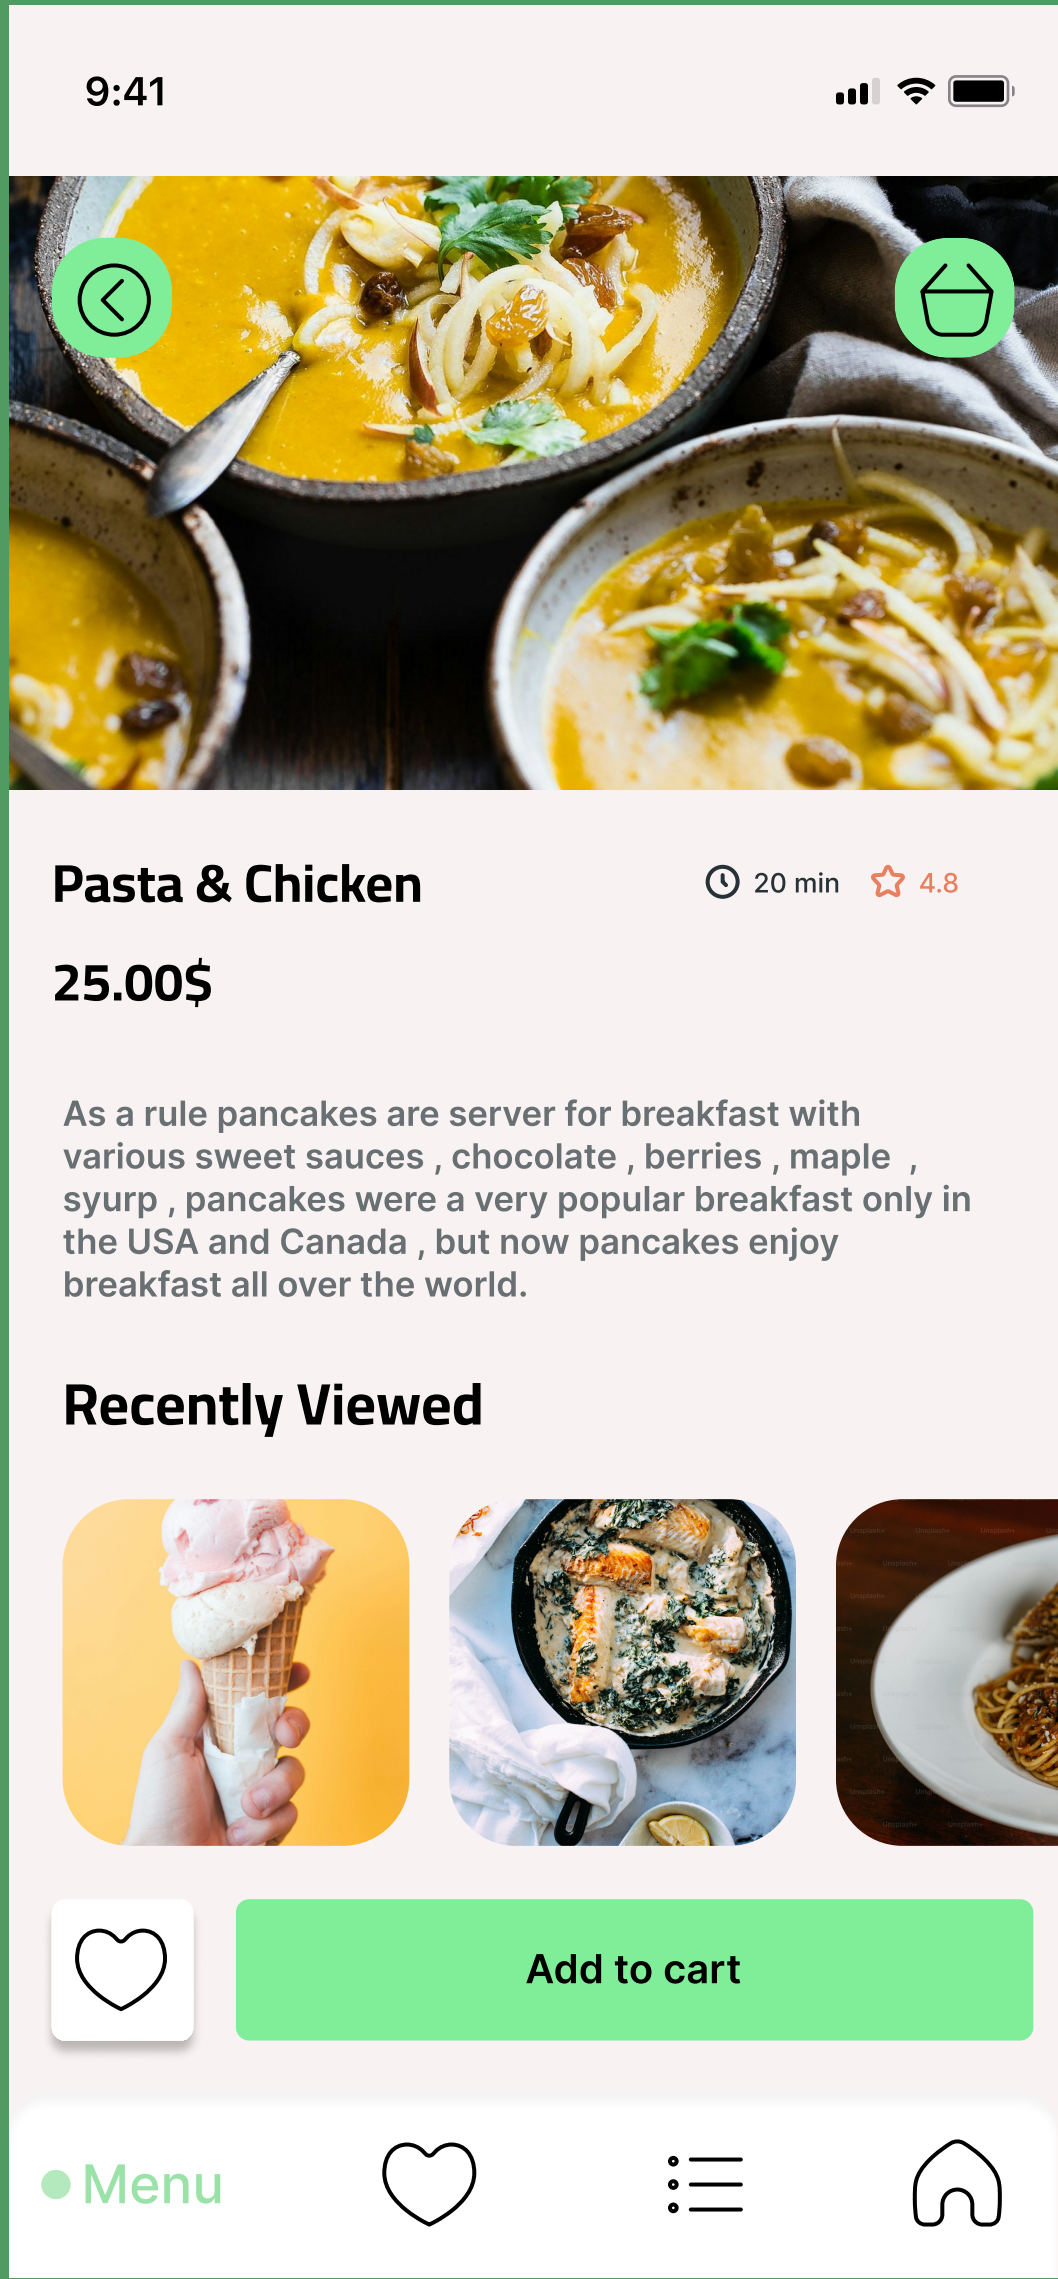 9:41
Pasta & Chicken
20 min
4.8
25.00$
As a rule pancakes are server for breakfast with
various sweet sauces , chocolate , berries , maple  ,
syurp , pancakes were a very popular breakfast only in
the USA and Canada , but now pancakes enjoy
breakfast all over the world.
Recently Viewed
Unsplash+
Add to cart
Menu